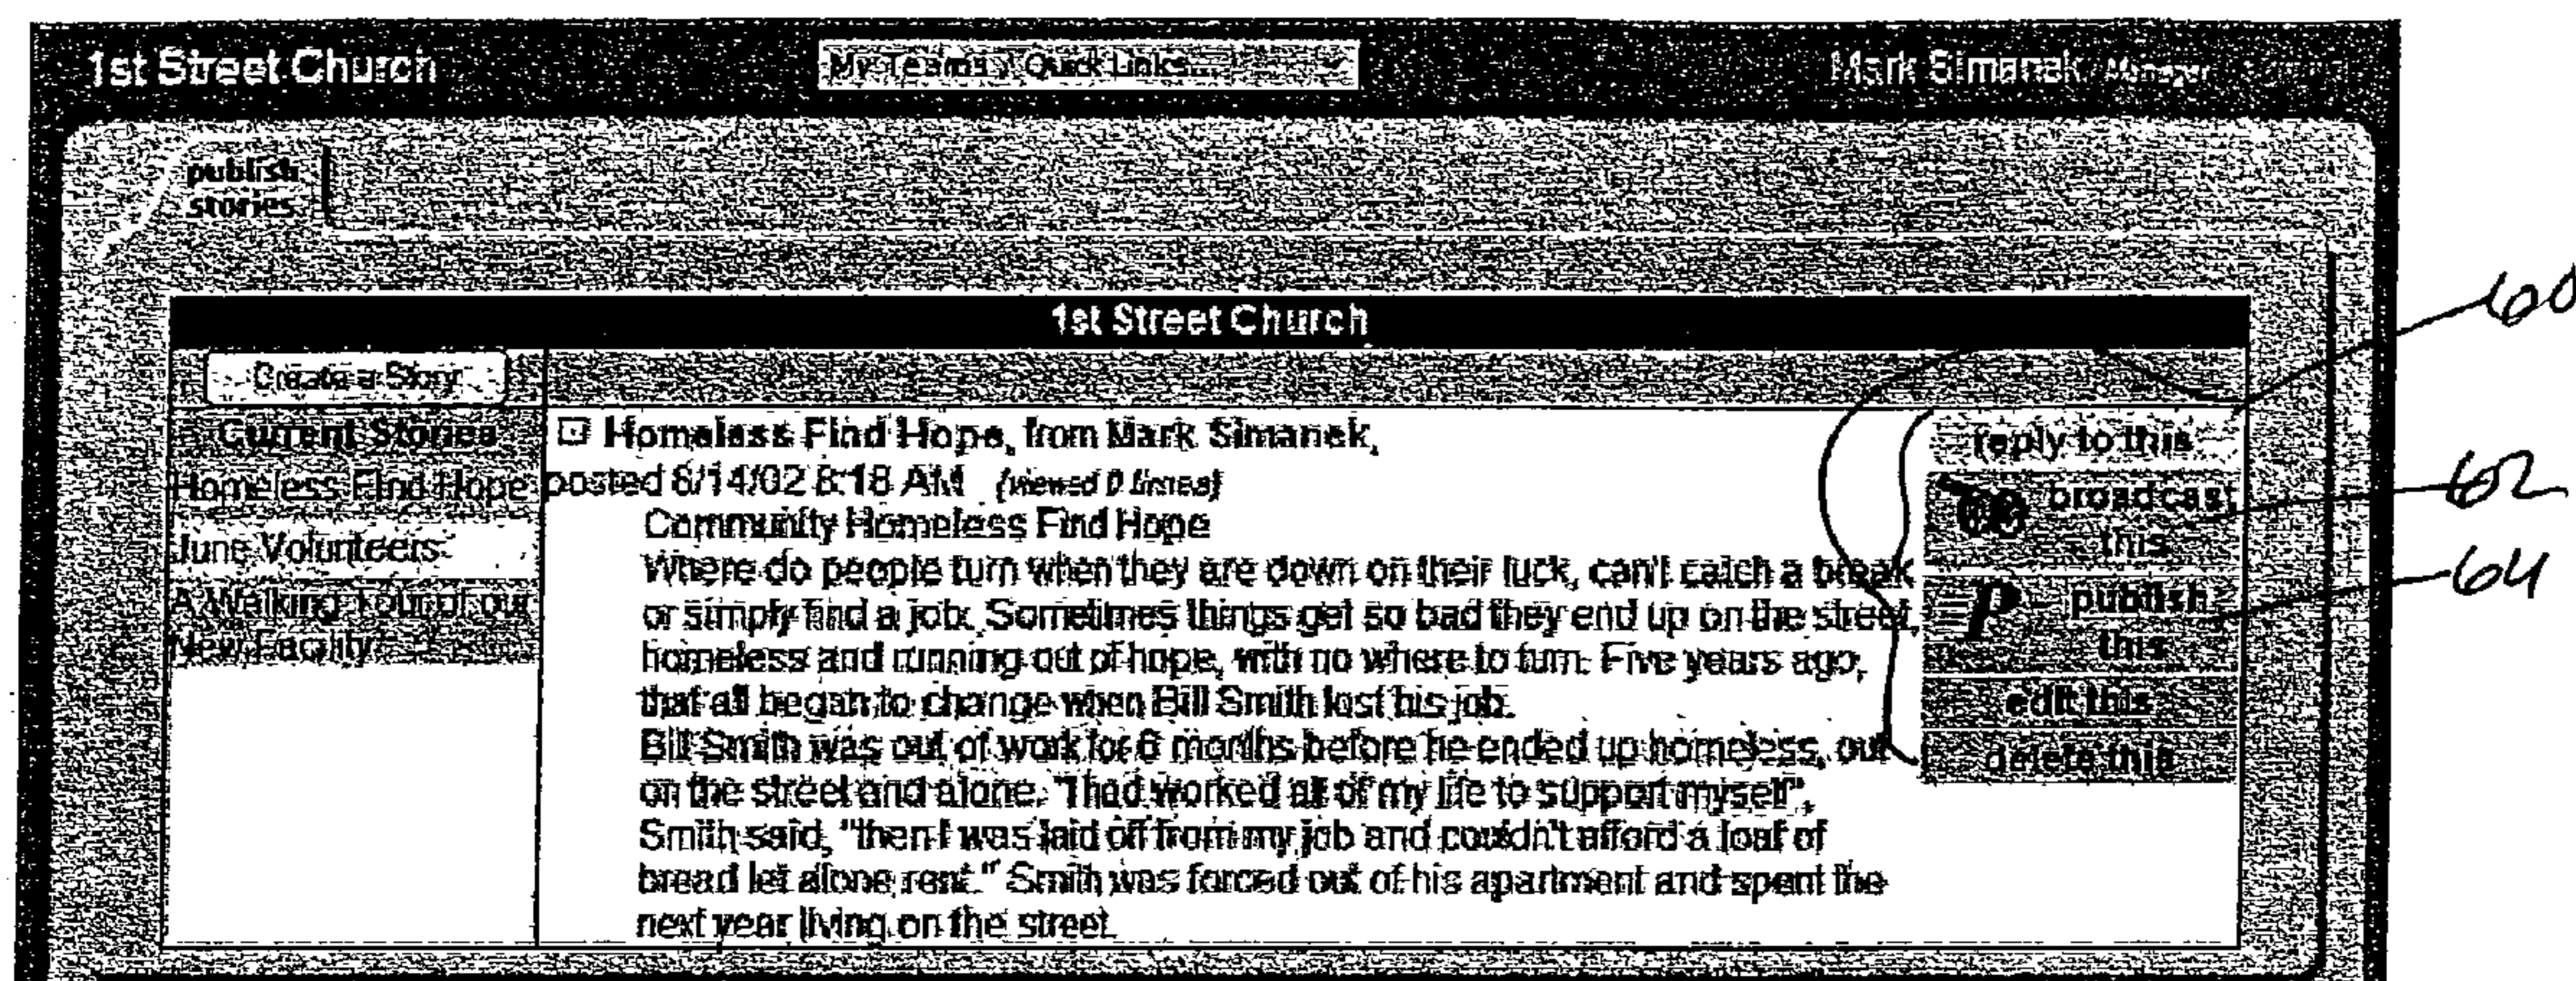 1st Street Church
My Teams / Quick Links...
Mark Simanek, Manager
publish
stories
1st Street Church
Create a Story
Current Stories
Homeless Find Hope
June Volunteers
A Walking Tour of our
New Facility
Homeless Find Hope, from Mark Simanek,
posted 6/14/02 8:18 AM (viewed 0 times)
Community Homeless Find Hope
Where do people turn when they are down on their luck, can't catch a break
or simply find a job. Sometimes things get so bad they end up on the street,
homeless and running out of hope, with no where to turn. Five years ago,
that all began to change when Bill Smith lost his job.
Bill Smith was out of work for 6 months before he ended up homeless, out
on the street and alone. "I had worked all of my life to support myself",
Smith said, "then I was laid off from my job and couldn't afford a loaf of
bread let alone rent." Smith was forced out of his apartment and spent the
next year living on the street.
reply to this
broadcast
this
P publish
this
edit this
delete this
60
62
64